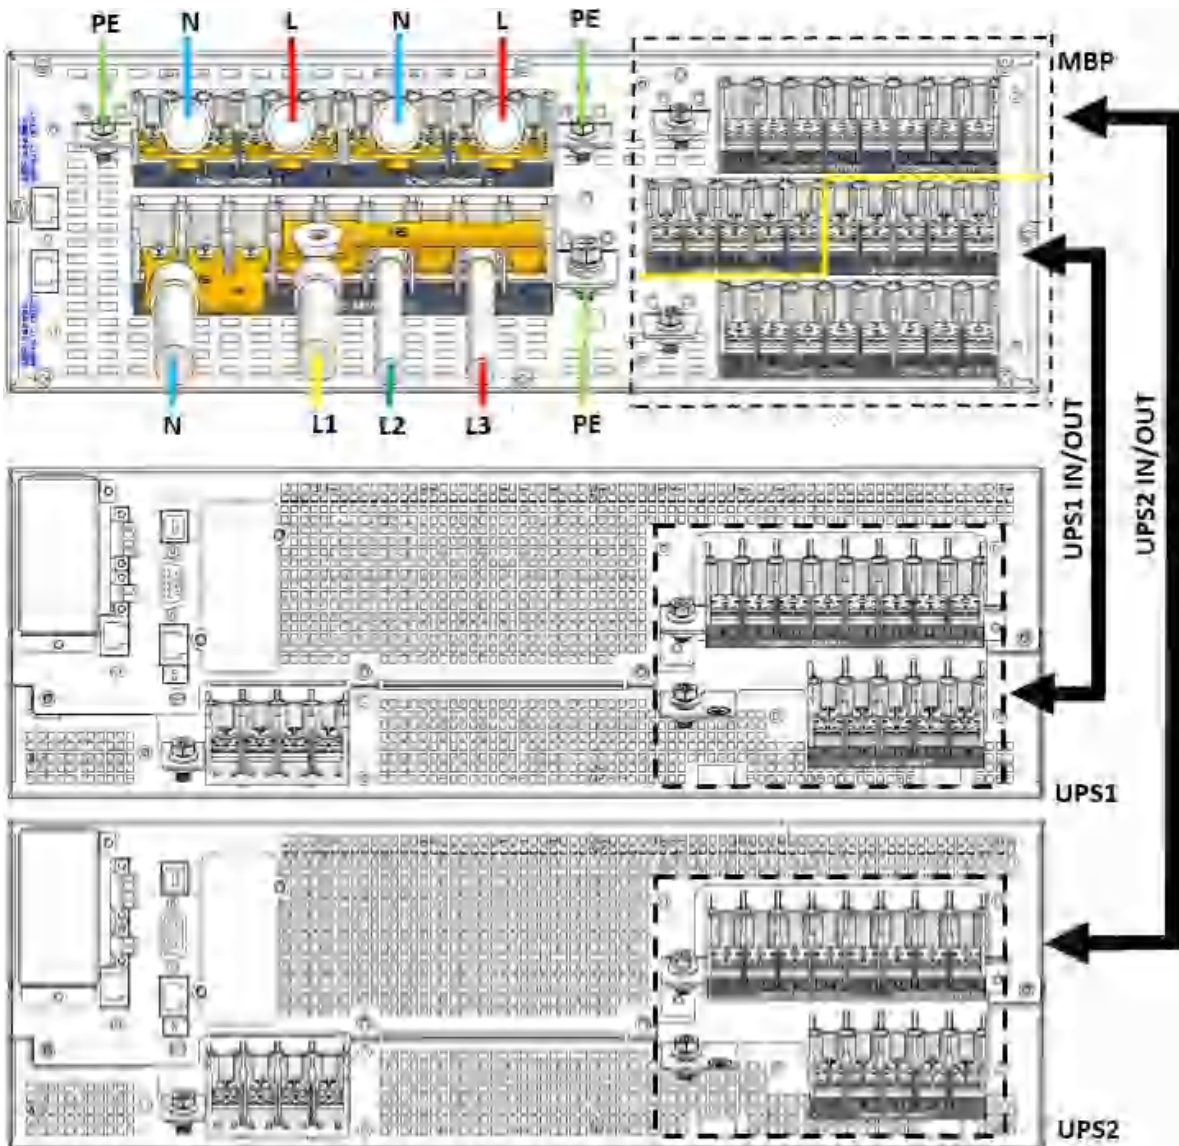 PE N L N L PE
MBP
N L1 L2 L3 PE
UPS1 IN/OUT
UPS2 IN/OUT
UPS1
UPS2